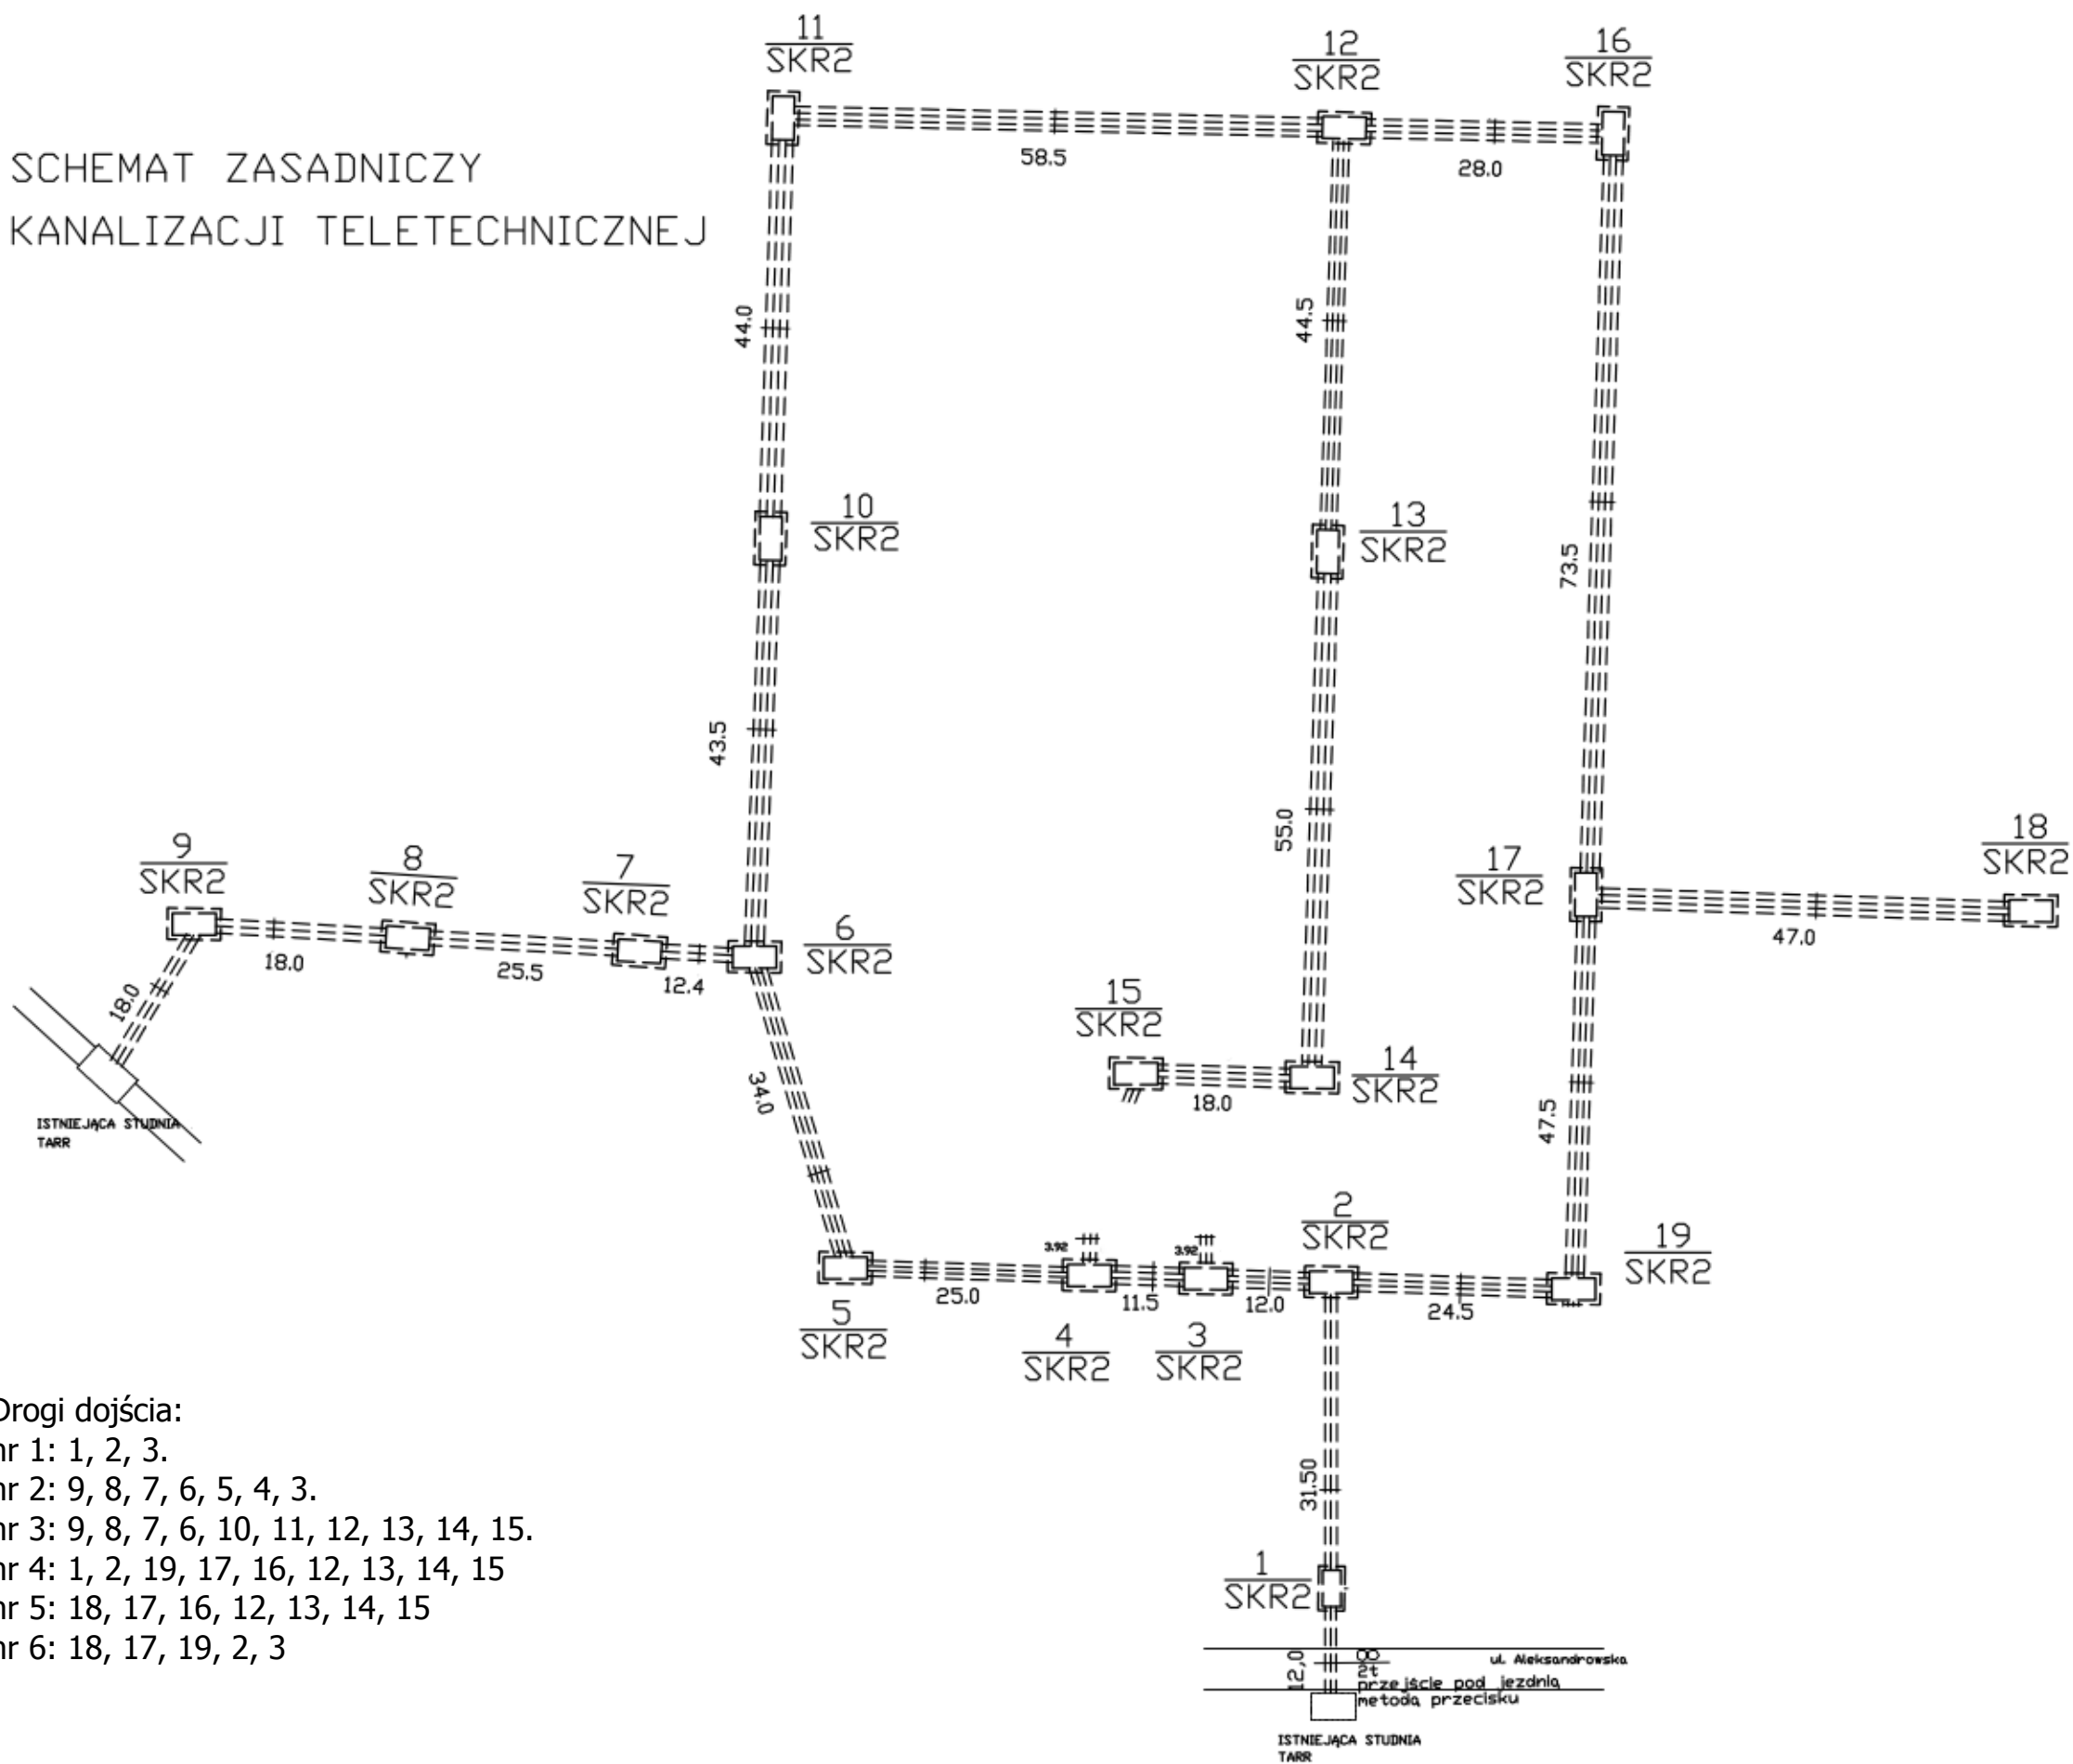 11
SKR2
12
SKR2
16
SKR2
SCHEMAT ZASADNICZY
KANALIZACJI TELETECHNICZNEJ
58.5
28.0
44.0
44.5
10
SKR2
13
SKR2
73.5
43.5
55.0
9
SKR2
8
SKR2
7
SKR2
6
SKR2
17
SKR2
18
SKR2
18.0
25.5
12.4
47.0
18.0
15
SKR2
14
SKR2
18.0
34.0
47.5
ISTNIEJĄCA STUDNIA
TARR
2
SKR2
19
SKR2
3.92
3.92
25.0
11.5
12.0
24.5
5
SKR2
4
SKR2
3
SKR2
31.50
Drogi dojścia:
nr 1: 1, 2, 3.
nr 2: 9, 8, 7, 6, 5, 4, 3.
nr 3: 9, 8, 7, 6, 10, 11, 12, 13, 14, 15.
nr 4: 1, 2, 19, 17, 16, 12, 13, 14, 15
nr 5: 18, 17, 16, 12, 13, 14, 15
nr 6: 18, 17, 19, 2, 3
1
SKR2
12,0
2t
ul. Aleksandrowska
przejście pod jezdnią
metodą przecisku
ISTNIEJĄCA STUDNIA
TARR